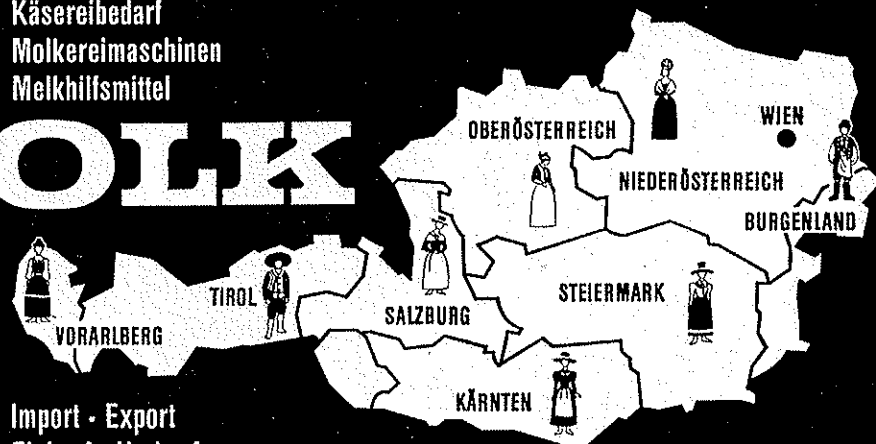 Käsereibedarf
Molkereimaschinen
Melkhilfsmittel
OLK
OBERÖSTERREICH
WIEN
NIEDERÖSTERREICH
BURGENLAND
TIROL
VORARLBERG
SALZBURG
STEIERMARK
KÄRNTEN
Import - Export